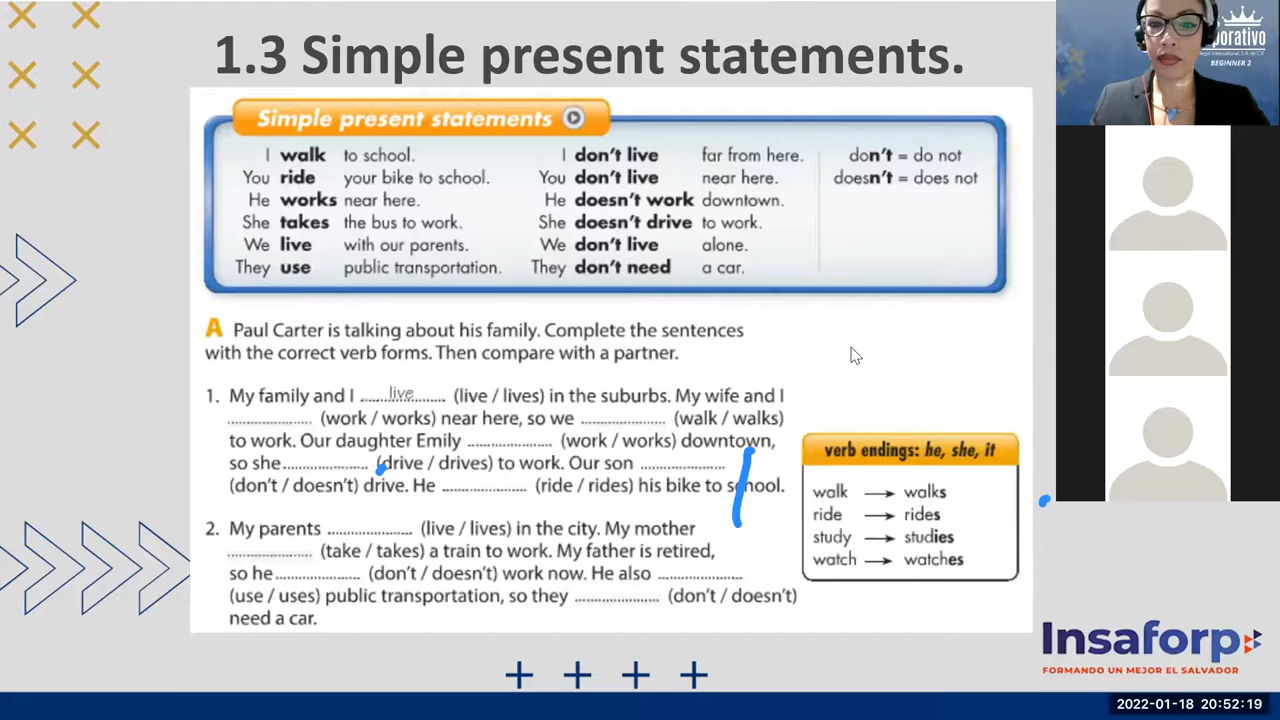 1.3 Simple present statements.
porativo
BEGINNER 2
Simple present statements
I walk to school. I don't live far from here. don't = do not
You ride your bike to school. You don't live near here. doesn't = does not
He works near here. He doesn't work downtown.
She takes the bus to work. She doesn't drive to work.
We live with our parents. We don't live alone.
They use public transportation. They don't need a car.
A Paul Carter is talking about his family. Complete the sentences
with the correct verb forms. Then compare with a partner.
1. My family and I ....live.... (live / lives) in the suburbs. My wife and I
.................... (work / works) near here, so we .................... (walk / walks)
to work. Our daughter Emily .................... (work / works) downtown,
so she.................... (drive / drives) to work. Our son ....................
(don't / doesn't) drive. He .................... (ride / rides) his bike to school.
2. My parents .................... (live / lives) in the city. My mother
.................... (take / takes) a train to work. My father is retired,
so he.................... (don't / doesn't) work now. He also ....................
(use / uses) public transportation, so they .................... (don't / doesn't)
need a car.
verb endings: he, she, it
walk → walks
ride → rides
study → studies
watch → watches
Insaforp
FORMANDO UN MEJOR EL SALVADOR
2022-01-18 20:52:19